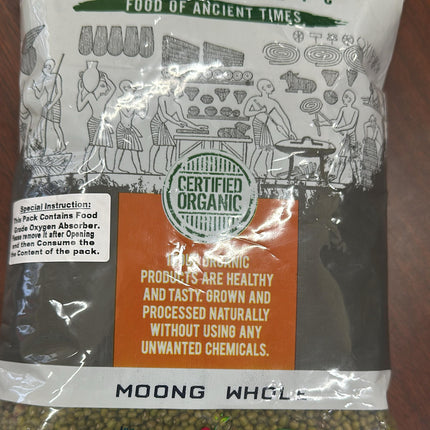 FOOD OF ANCIENT TIMES
CERTIFIED
ORGANIC
Special Instruction:
This Pack Contains Food
Grade Oxygen Absorber.
Please remove it after Opening
and then Consume the
the Content of the pack.
ORGANIC
PRODUCTS ARE HEALTHY
AND TASTY. GROWN AND
PROCESSED NATURALLY
WITHOUT USING ANY
UNWANTED CHEMICALS.
MOONG WHOLE